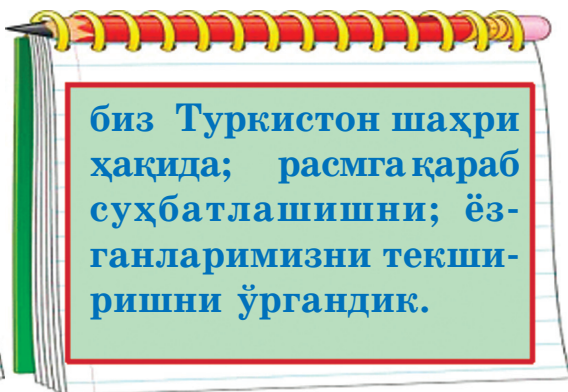 биз Туркистон шаҳри
ҳақида; расмга қараб
суҳбатлашишни; ёз-
ганларимизни текши-
ришни ўргандик.